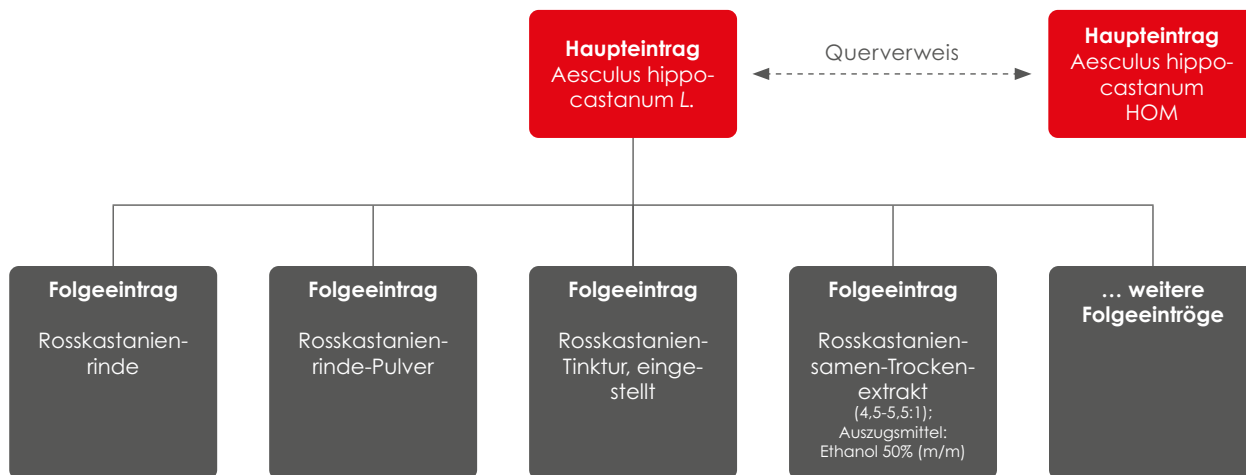 Haupteintrag
Aesculus hippo-
castanum L.
Querverweis
Haupteintrag
Aesculus hippo-
castanum
HOM
Folgeeintrag
Rosskastanien-
rinde
Folgeeintrag
Rosskastanien-
rinde-Pulver
Folgeeintrag
Rosskastanien-
Tinktur, einge-
stellt
Folgeeintrag
Rosskastanien-
samen-Trocken-
extrakt
(4,5-5,5:1);
Auszugsmittel:
Ethanol 50% (m/m)
... weitere
Folgeeinträge